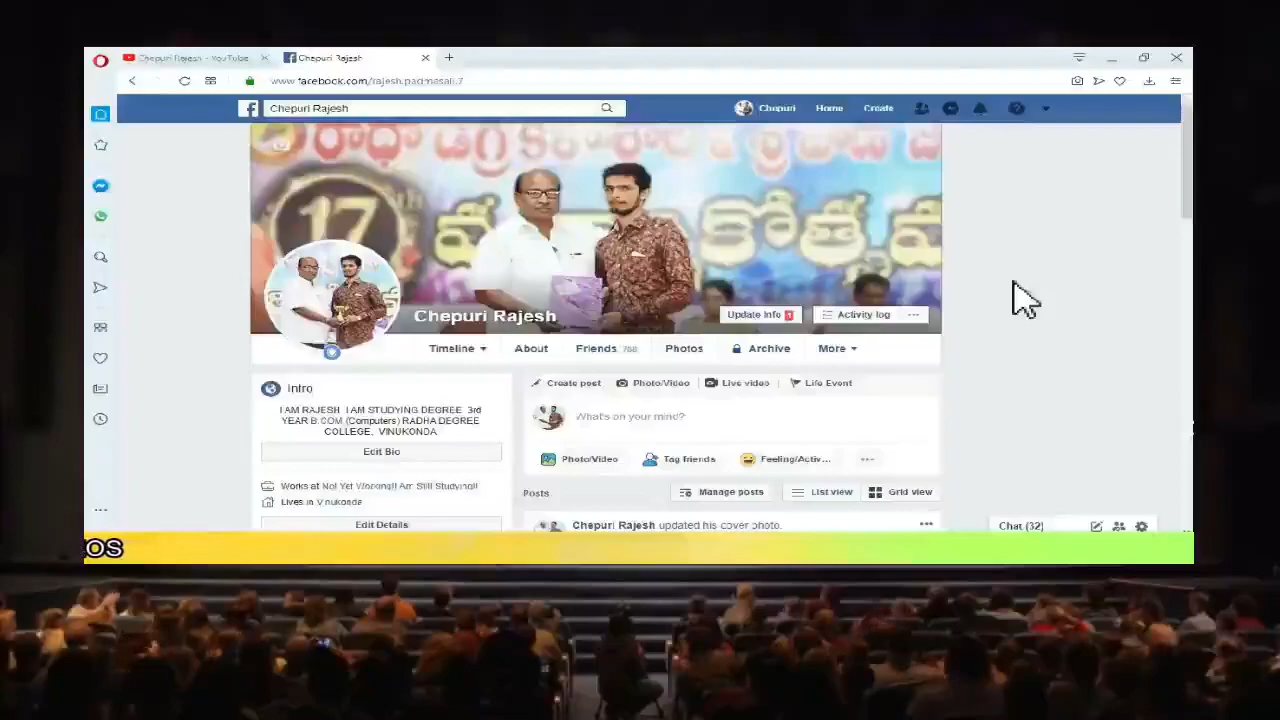 Chepuri Rajesh - YouTube
Chepuri Rajesh
www.facebook.com/rajesh.padmasali.7
Chepuri Rajesh
Chepuri Home Create
17th
Chepuri Rajesh
Update Info 1
Activity log
Timeline About Friends 768 Photos Archive More
Intro
I AM RAJESH I AM STUDYING DEGREE 3rd
YEAR B.COM (Computers) RADHA DEGREE
COLLEGE, VINUKONDA
Edit Bio
Works at Not Yet Working!! Am Still Studying!!
Lives in Vinukonda
Edit Details
Create post Photo/Video Live video Life Event
What's on your mind?
Photo/Video Tag friends Feeling/Activ...
Posts Manage posts List view Grid view
Chepuri Rajesh updated his cover photo.
Chat (32)
OS